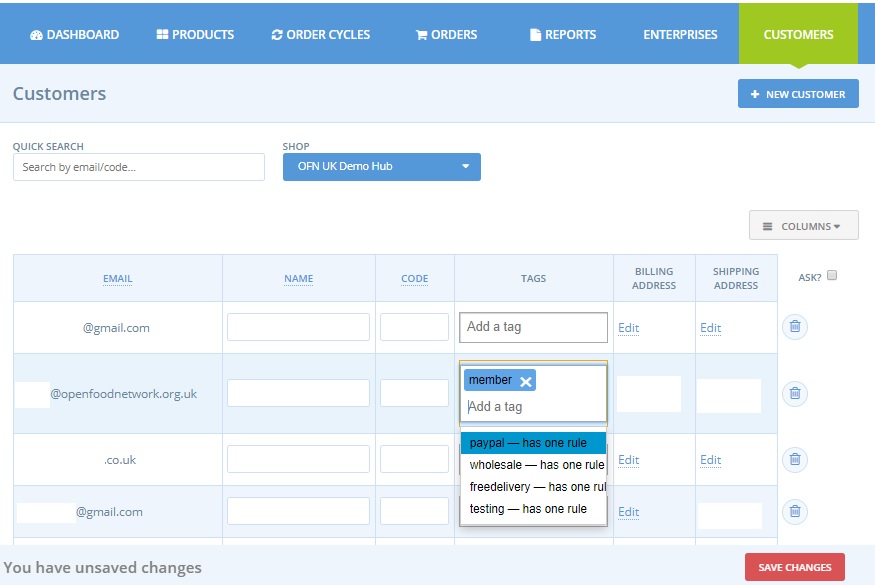 DASHBOARD PRODUCTS ORDER CYCLES ORDERS REPORTS ENTERPRISES CUSTOMERS
Customers
+ NEW CUSTOMER
QUICK SEARCH SHOP
Search by email/code... OFN UK Demo Hub
COLUMNS
EMAIL NAME CODE TAGS BILLING ADDRESS SHIPPING ADDRESS ASK?
@gmail.com Add a tag Edit Edit
member
@openfoodnetwork.org.uk
Add a tag
paypal — has one rule
.co.uk Edit Edit
wholesale — has one rule
freedelivery — has one rul
testing — has one rule
@gmail.com Edit
You have unsaved changes SAVE CHANGES